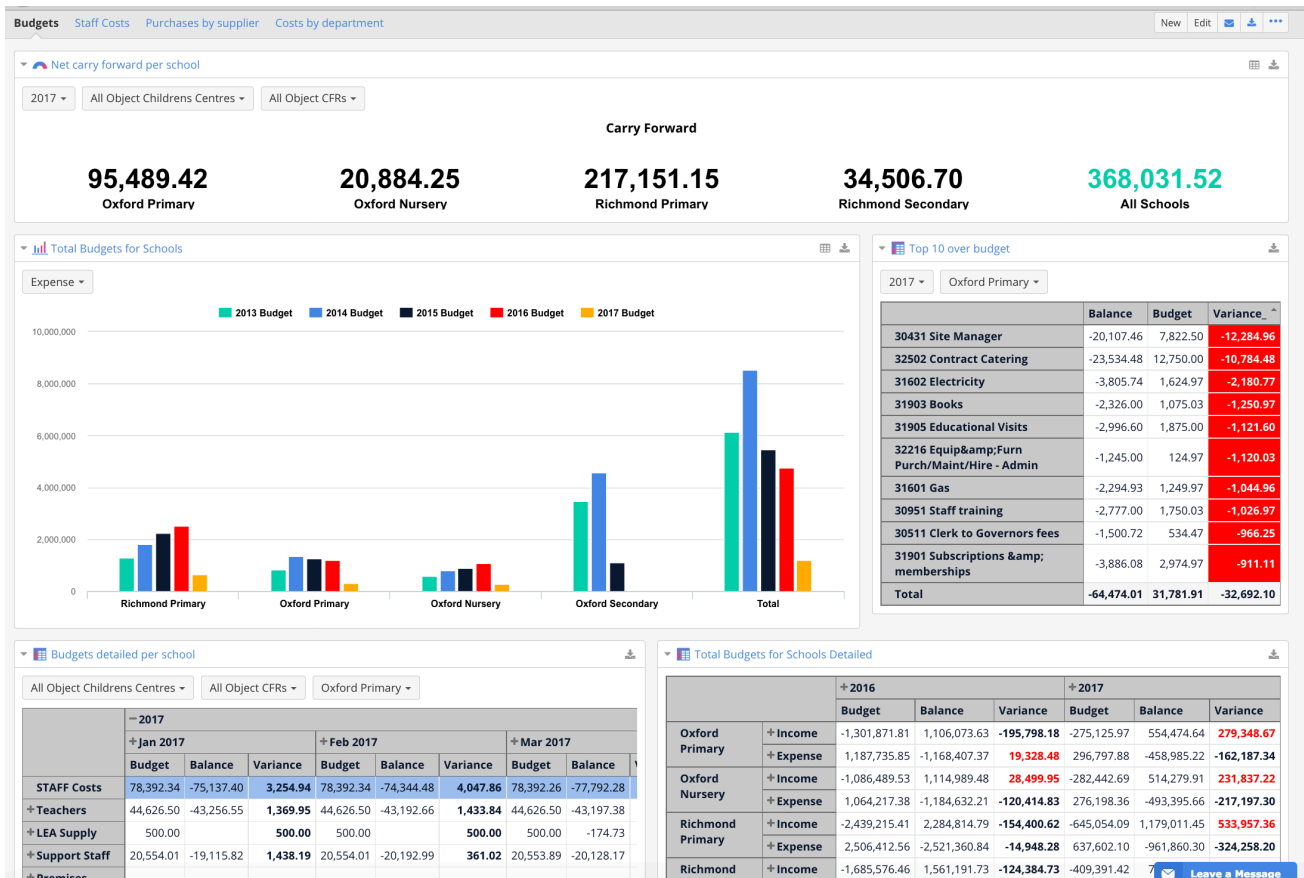 Budgets Staff Costs Purchases by supplier Costs by department New Edit
Net carry forward per school
2017 All Object Childrens Centres All Object CFRs
Carry Forward
95,489.42 20,884.25 217,151.15 34,506.70 368,031.52
Oxford Primary Oxford Nursery Richmond Primary Richmond Secondary All Schools
Total Budgets for Schools
Expense
2013 Budget 2014 Budget 2015 Budget 2016 Budget 2017 Budget
10,000,000
8,000,000
6,000,000
4,000,000
2,000,000
0
Richmond Primary Oxford Primary Oxford Nursery Oxford Secondary Total
Top 10 over budget
2017 Oxford Primary
Balance Budget Variance_
30431 Site Manager -20,107.46 7,822.50 -12,284.96
32502 Contract Catering -23,534.48 12,750.00 -10,784.48
31602 Electricity -3,805.74 1,624.97 -2,180.77
31903 Books -2,326.00 1,075.03 -1,250.97
31905 Educational Visits -2,996.60 1,875.00 -1,121.60
32216 Equip&amp;Furn
Purch/Maint/Hire - Admin -1,245.00 124.97 -1,120.03
31601 Gas -2,294.93 1,249.97 -1,044.96
30951 Staff training -2,777.00 1,750.03 -1,026.97
30511 Clerk to Governors fees -1,500.72 534.47 -966.25
31901 Subscriptions &amp;
memberships -3,886.08 2,974.97 -911.11
Total -64,474.01 31,781.91 -32,692.10
Budgets detailed per school
All Object Childrens Centres All Object CFRs Oxford Primary
2017
Jan 2017 Feb 2017 Mar 2017
Budget Balance Variance Budget Balance Variance Budget Balance
STAFF Costs 78,392.34 -75,137.40 3,254.94 78,392.34 -74,344.48 4,047.86 78,392.26 -77,792.28
Teachers 44,626.50 -43,256.55 1,369.95 44,626.50 -43,192.66 1,433.84 44,626.50 -43,197.38
LEA Supply 500.00 500.00 500.00 500.00 500.00 -174.73
Support Staff 20,554.01 -19,115.82 1,438.19 20,554.01 -20,192.99 361.02 20,553.89 -20,128.17
Premises
Total Budgets for Schools Detailed
2016 2017
Budget Balance Variance Budget Balance Variance
Oxford Primary Income -1,301,871.81 1,106,073.63 -195,798.18 -275,125.97 554,474.64 279,348.67
Expense 1,187,735.85 -1,168,407.37 19,328.48 296,797.88 -458,985.22 -162,187.34
Oxford Nursery Income -1,086,489.53 1,114,989.48 28,499.95 -282,442.69 514,279.91 231,837.22
Expense 1,064,217.38 -1,184,632.21 -120,414.83 276,198.36 -493,395.66 -217,197.30
Richmond Primary Income -2,439,215.41 2,284,814.79 -154,400.62 -645,054.09 1,179,011.45 533,957.36
Expense 2,506,412.56 -2,521,360.84 -14,948.28 637,602.10 -961,860.30 -324,258.20
Richmond Income -1,685,576.46 1,561,191.73 -124,384.73 -409,391.42
Leave a Message